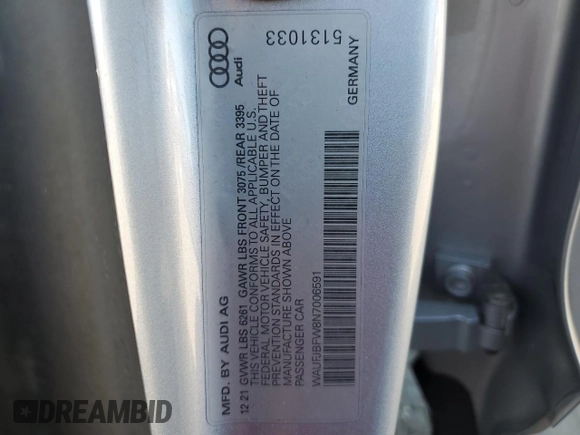 MFD. BY AUDI AG
Audi
12.21 GVWR LBS 6261 GAWR LBS FRONT 3075/REAR 3395
THIS VEHICLE CONFORMS TO ALL APPLICABLE U.S.
FEDERAL MOTOR VEHICLE SAFETY, BUMPER AND THEFT
PREVENTION STANDARDS IN EFFECT ON THE DATE OF
MANUFACTURE SHOWN ABOVE
PASSENGER CAR
WAUFJBFW8N7006591
5131033
GERMANY
DREAMBID